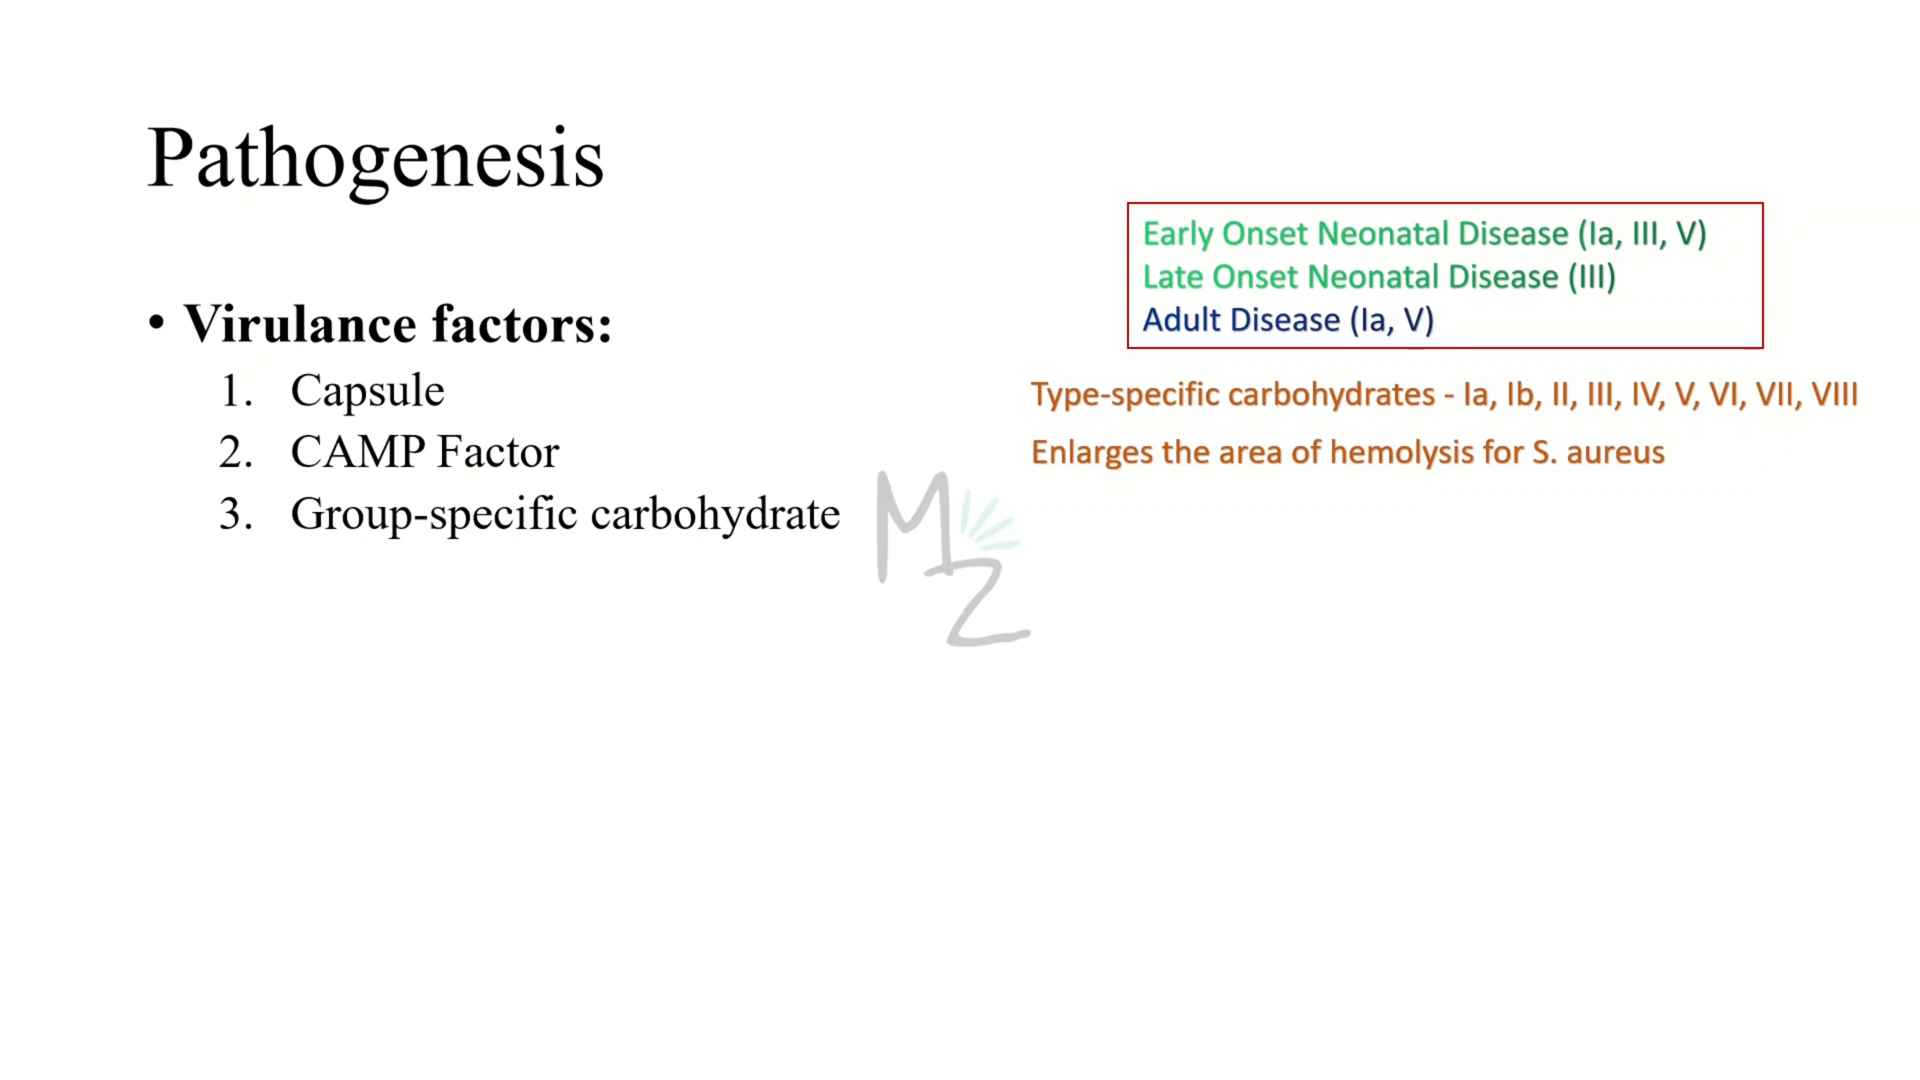 Pathogenesis
Early Onset Neonatal Disease (Ia, III, V)
Late Onset Neonatal Disease (III)
Adult Disease (Ia, V)
• Virulance factors:
1. Capsule
Type-specific carbohydrates - Ia, Ib, II, III, IV, V, VI, VII, VIII
2. CAMP Factor
Enlarges the area of hemolysis for S. aureus
3. Group-specific carbohydrate
MZ